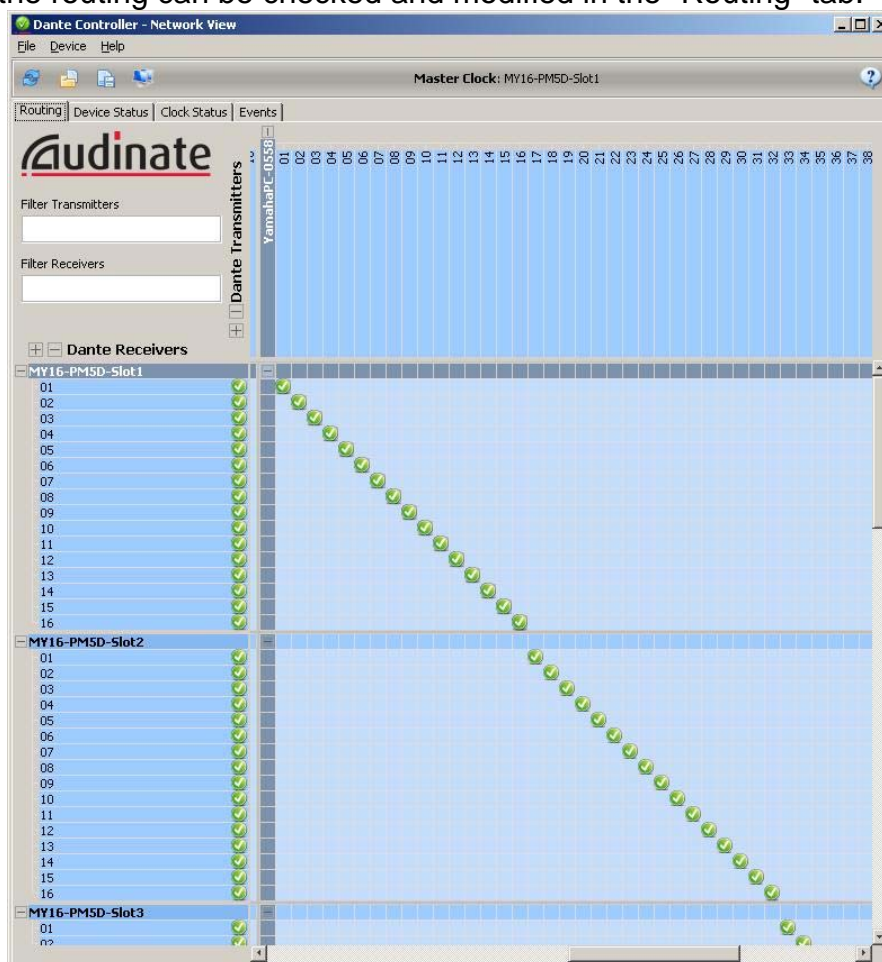 the routing can be checked and modified in the "Routing" tab.
Dante Controller - Network View
File Device Help
Master Clock: MY16-PM5D-Slot1
Routing Device Status Clock Status Events
Audinate
Filter Transmitters
Filter Receivers
Dante Transmitters
YamahaPC-0558
01 02 03 04 05 06 07 08 09 10 11 12 13 14 15 16 17 18 19 20 21 22 23 24 25 26 27 28 29 30 31 32 33 34 35 36 37 38
Dante Receivers
MY16-PM5D-Slot1
01
02
03
04
05
06
07
08
09
10
11
12
13
14
15
16
MY16-PM5D-Slot2
01
02
03
04
05
06
07
08
09
10
11
12
13
14
15
16
MY16-PM5D-Slot3
01
02